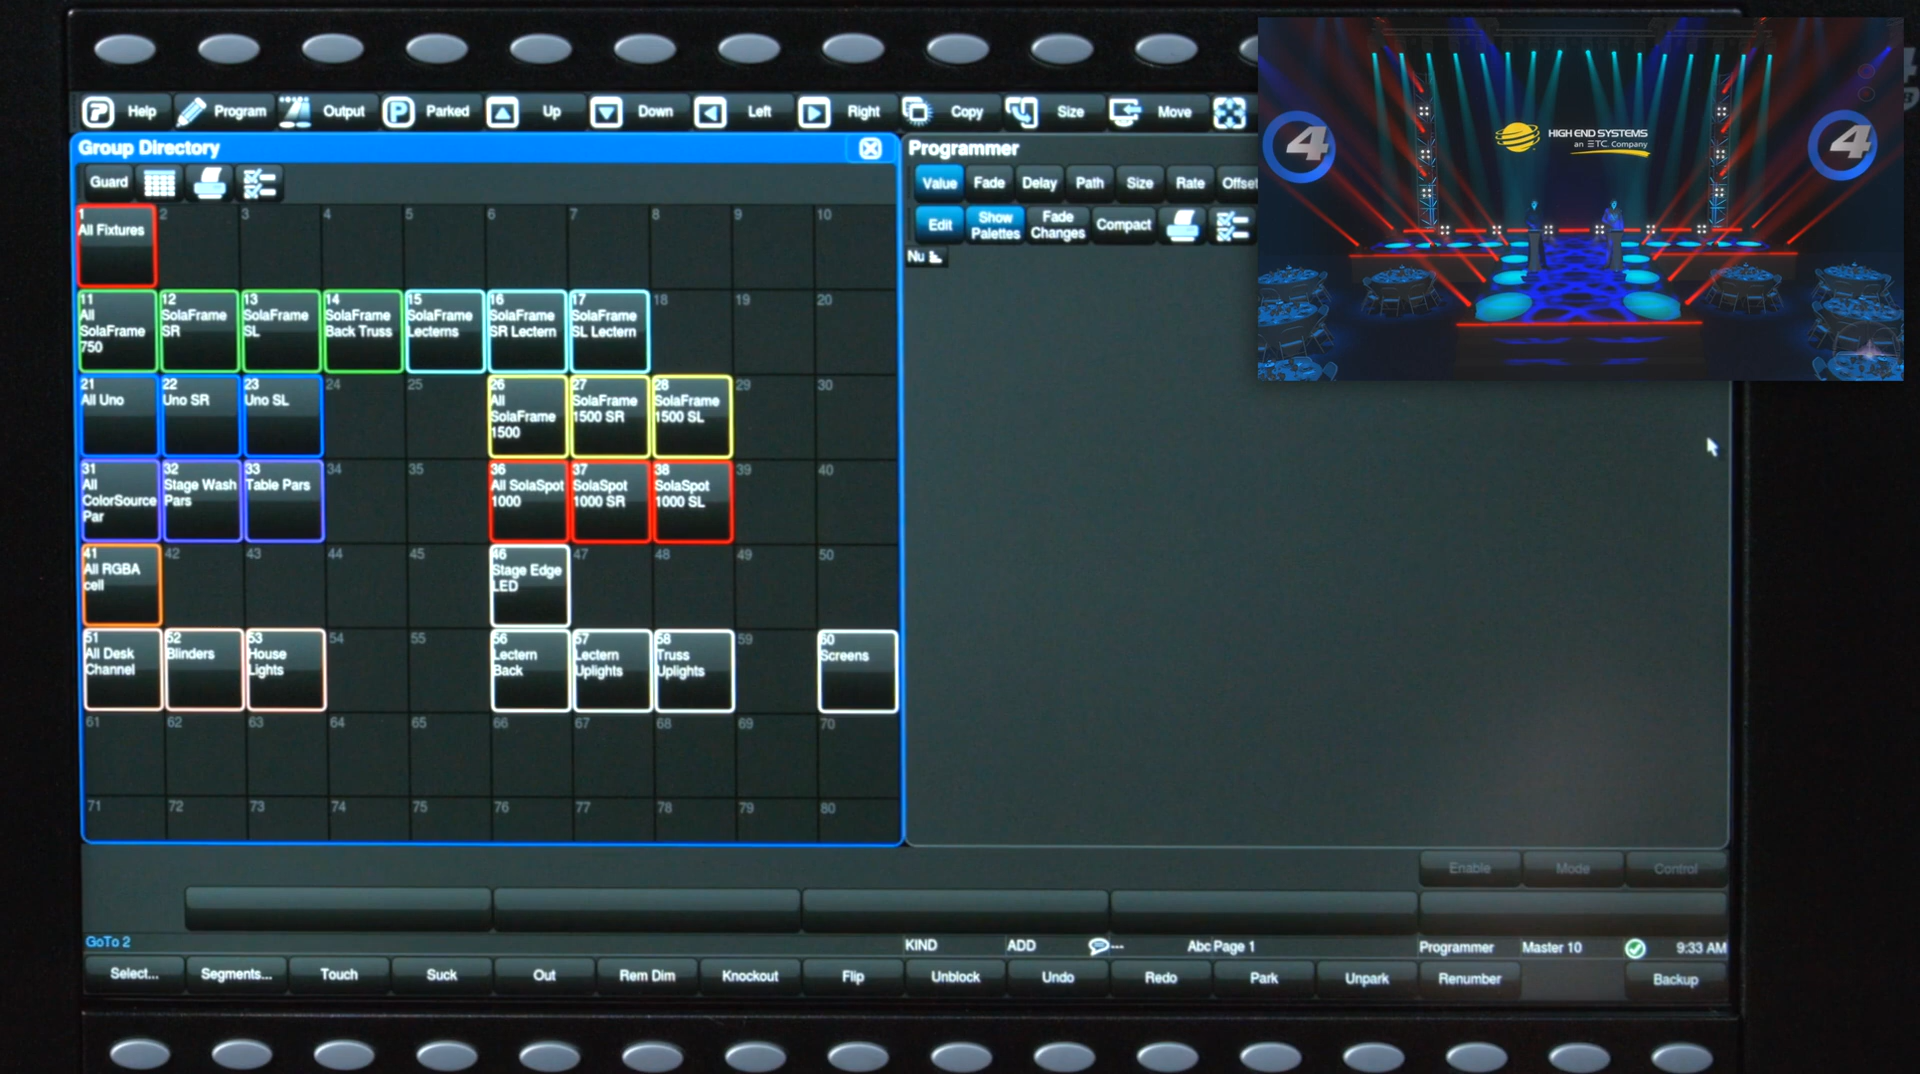 Help Program Output Parked Up Down Left Right Copy Size Move
Group Directory
Guard
1 All Fixtures
2
3
4
5
6
7
8
9
10
11 All SolaFrame 750
12 SolaFrame SR
13 SolaFrame SL
14 SolaFrame Back Truss
15 SolaFrame Lecterns
16 SolaFrame SR Lectern
17 SolaFrame SL Lectern
18
19
20
21 All Uno
22 Uno SR
23 Uno SL
24
25
26 All SolaFrame 1500
27 SolaFrame 1500 SR
28 SolaFrame 1500 SL
29
30
31 All ColorSource Par
32 Stage Wash Pars
33 Table Pars
34
35
36 All SolaSpot 1000
37 SolaSpot 1000 SR
38 SolaSpot 1000 SL
39
40
41 All RGBA cell
42
43
44
45
46 Stage Edge LED
47
48
49
50
51 All Desk Channel
52 Blinders
53 House Lights
54
55
56 Lectern Back
57 Lectern Uplights
58 Truss Uplights
59
60 Screens
61
62
63
64
65
66
67
68
69
70
71
72
73
74
75
76
77
78
79
80
Programmer
Value Fade Delay Path Size Rate Offset
Edit Show Palettes Fade Changes Compact
Nu
4
HIGH END SYSTEMS
an ETC Company
4
Enable Mode Control
GoTo 2
KIND ADD --- Abc Page 1 Programmer Master 10 9:33 AM
Select... Segments... Touch Suck Out Rem Dim Knockout Flip Unblock Undo Redo Park Unpark Renumber Backup